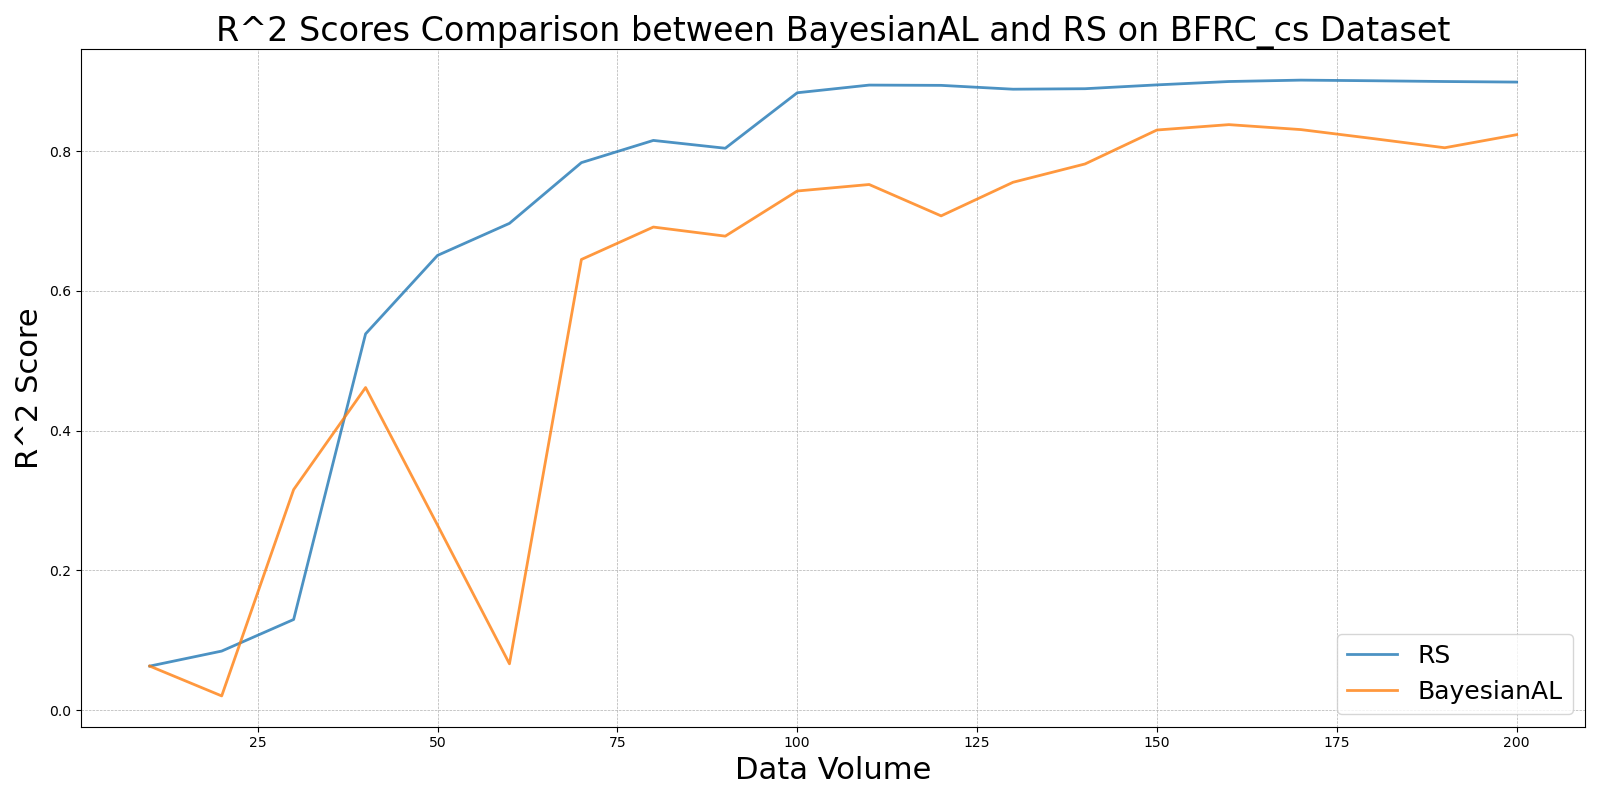 R^2 Scores Comparison between BayesianAL and RS on BFRC_cs Dataset
R^2 Score
0.8
0.6
0.4
0.2
0.0
25 50 75 100 125 150 175 200
Data Volume
RS
BayesianAL